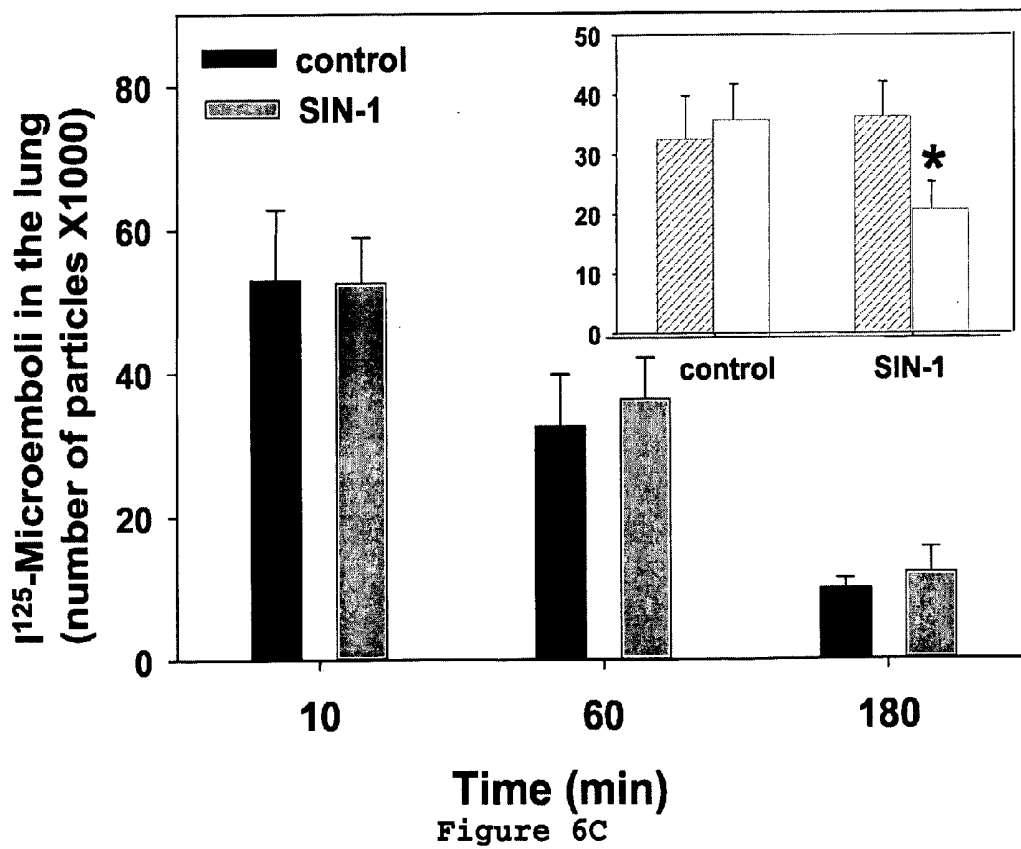 I125-Microemboli in the lung
(number of particles X1000)
80
60
40
20
0
control
SIN-1
50
40
30
20
10
0
*
control
SIN-1
10
60
180
Time (min)
Figure 6C